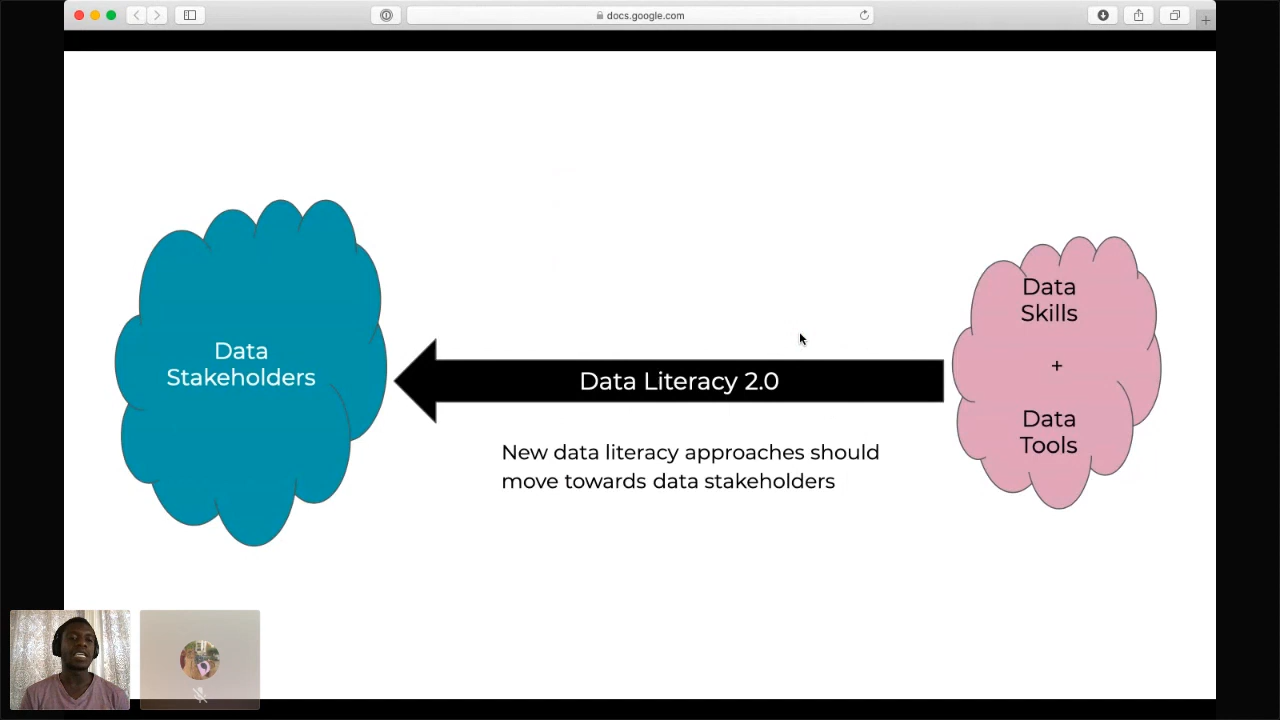 docs.google.com
Data
Stakeholders
Data Literacy 2.0
New data literacy approaches should
move towards data stakeholders
Data
Skills
+
Data
Tools